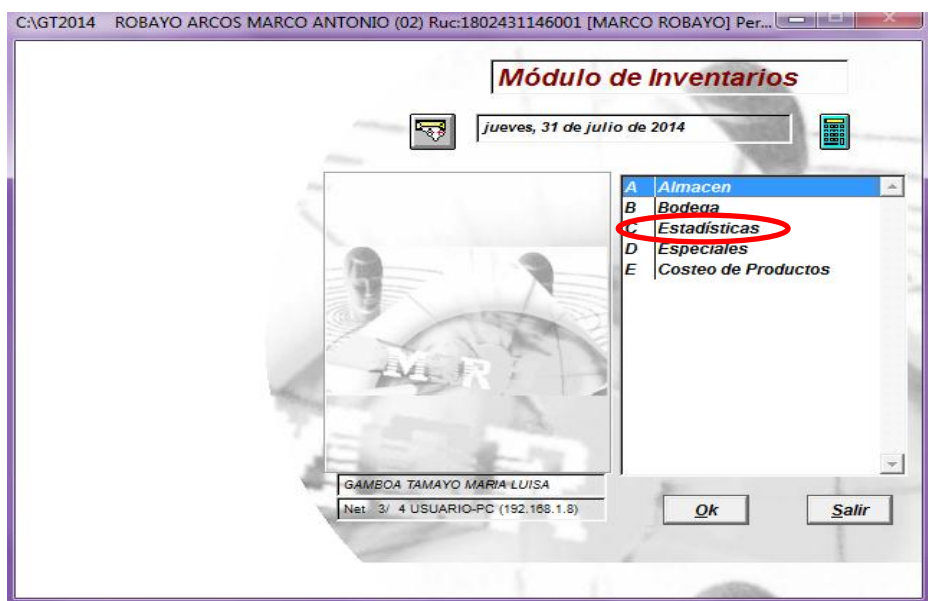 C:\GT2014 ROBAYO ARCOS MARCO ANTONIO (02) Ruc:1802431146001 [MARCO ROBAYO] Per...
Módulo de Inventarios
jueves, 31 de julio de 2014
A Almacen
B Bodega
C Estadísticas
D Especiales
E Costeo de Productos
M R
GAMBOA TAMAYO MARIA LUISA
Net 3/ 4 USUARIO-PC (192.168.1.8)
Ok Salir